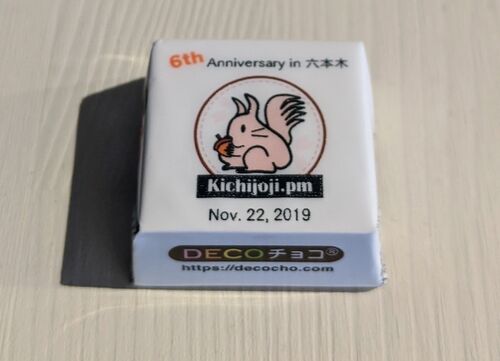 6th Anniversary in 六本木
Kichijoji.pm
Nov. 22, 2019
DECOチョコ®
https://decocho.com